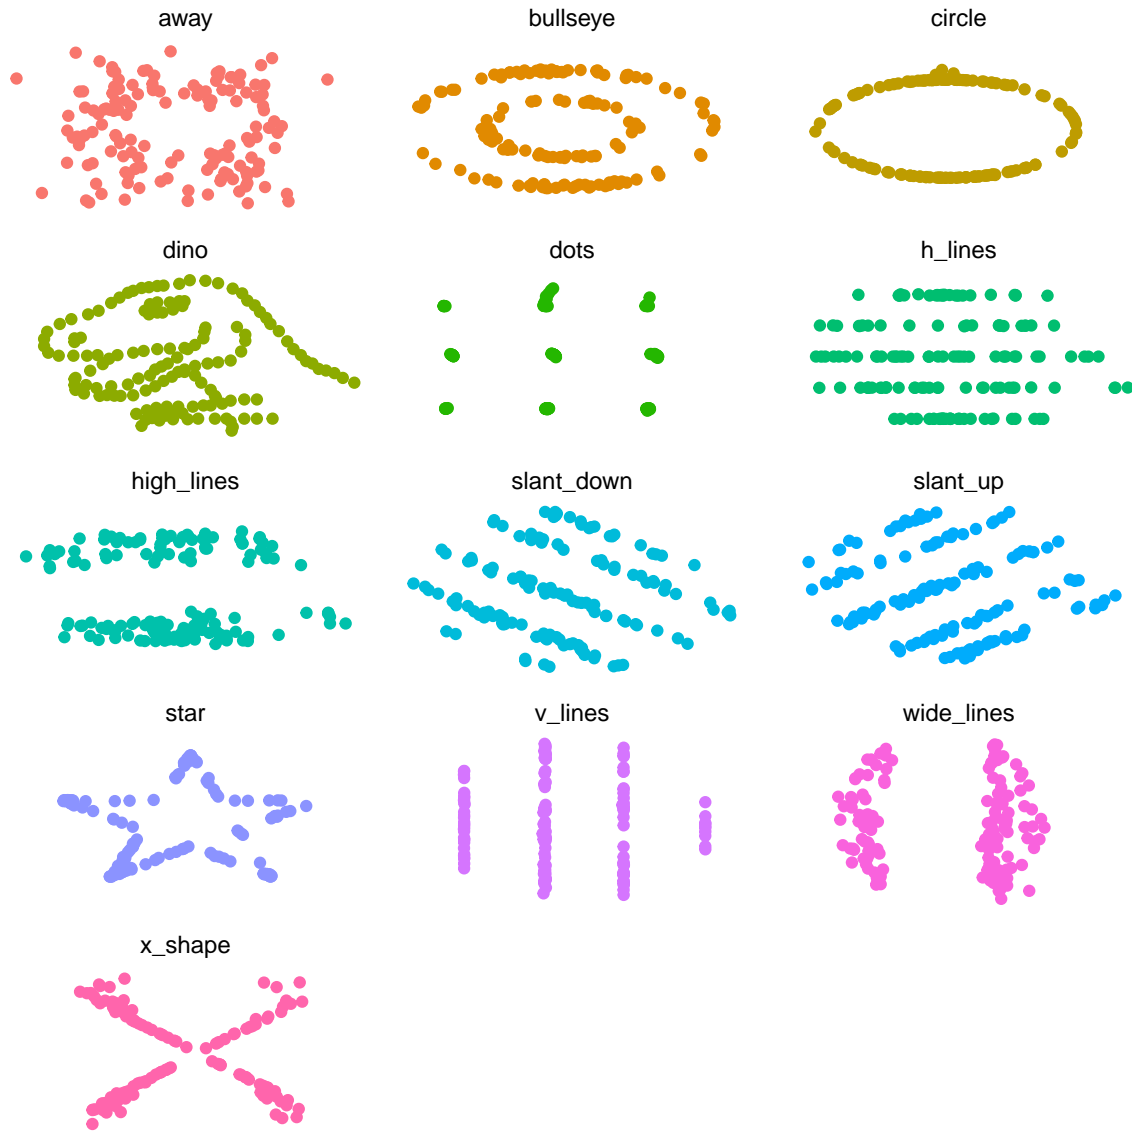 away
bullseye
circle
dino
dots
h_lines
high_lines
slant_down
slant_up
star
v_lines
wide_lines
x_shape